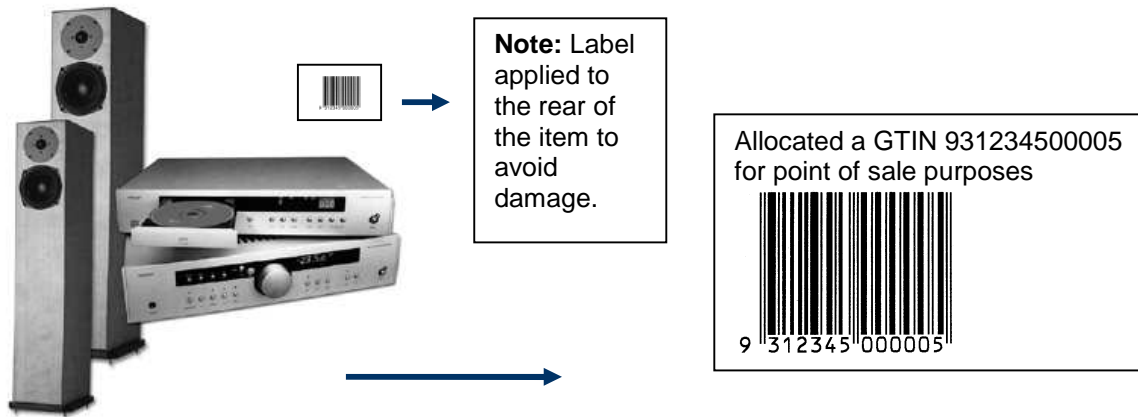 Note: Label
applied to
the rear of
the item to
avoid
damage.
Allocated a GTIN 931234500005
for point of sale purposes
9 312345 000005